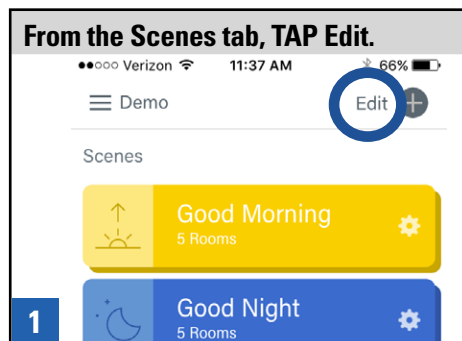 From the Scenes tab, TAP Edit.
Verizon 11:37 AM 66%
Demo Edit
Scenes
Good Morning
5 Rooms
Good Night
5 Rooms
1